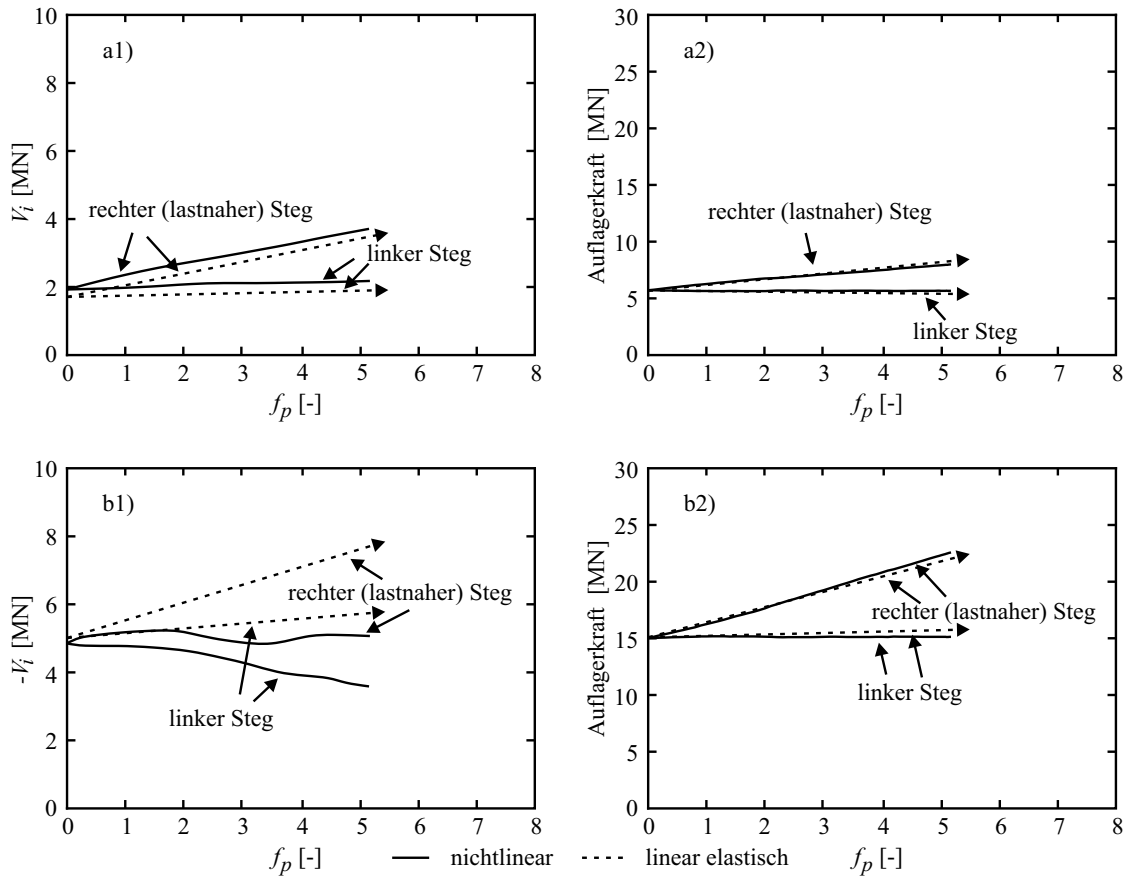 a1)
V_i [MN]
10
8
6
4
2
0
rechter (lastnaher) Steg
linker Steg
0 1 2 3 4 5 6 7 8
f_p [-]
a2)
Auflagerkraft [MN]
30
25
20
15
10
5
0
rechter (lastnaher) Steg
linker Steg
0 1 2 3 4 5 6 7 8
f_p [-]
b1)
-V_i [MN]
10
8
6
4
2
0
rechter (lastnaher) Steg
linker Steg
0 1 2 3 4 5 6 7 8
f_p [-]
b2)
Auflagerkraft [MN]
30
25
20
15
10
5
0
rechter (lastnaher) Steg
linker Steg
0 1 2 3 4 5 6 7 8
f_p [-]
nichtlinear
linear elastisch